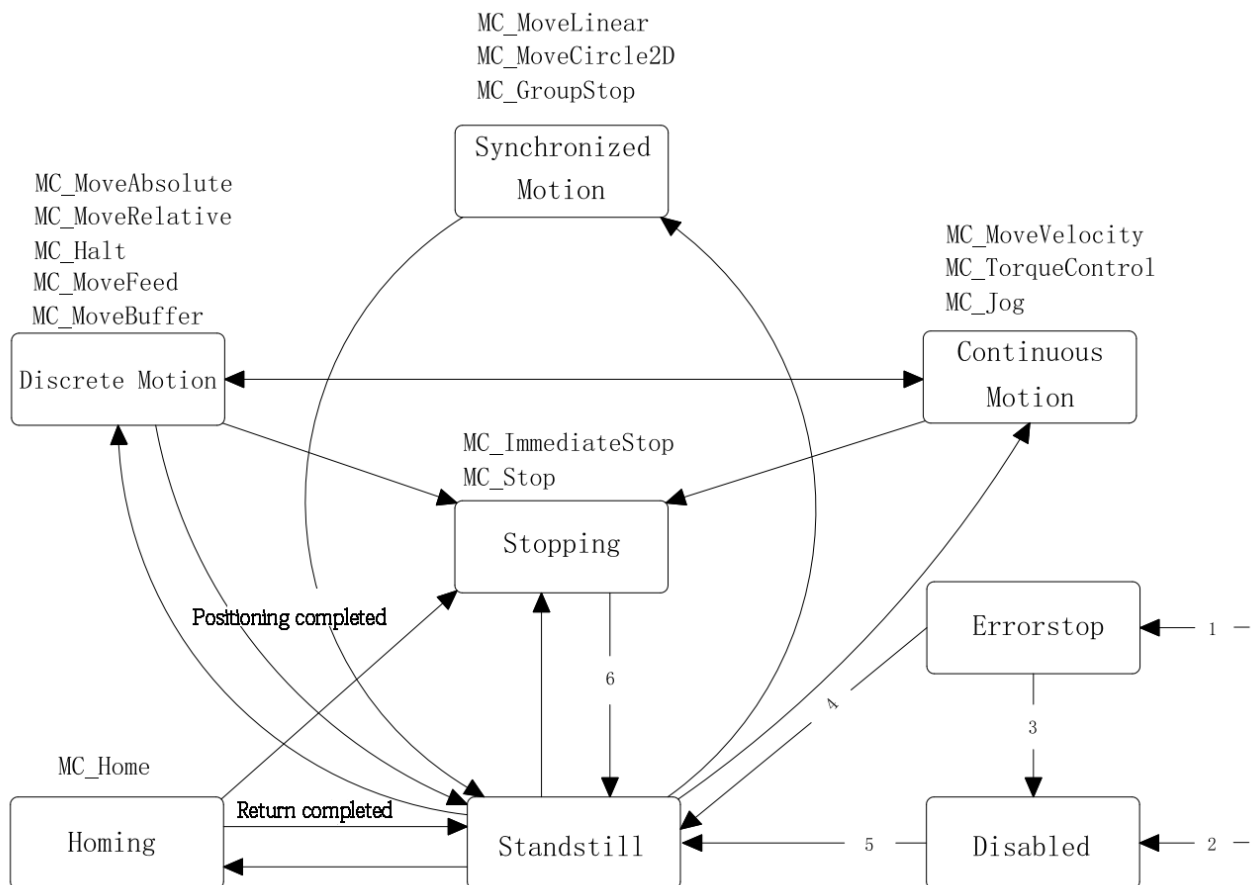 MC_MoveLinear
MC_MoveCircle2D
MC_GroupStop
Synchronized
Motion
MC_MoveAbsolute
MC_MoveRelative
MC_Halt
MC_MoveFeed
MC_MoveBuffer
Discrete Motion
MC_MoveVelocity
MC_TorqueControl
MC_Jog
Continuous
Motion
MC_ImmediateStop
MC_Stop
Stopping
Positioning completed
Errorstop
1
6
4
3
MC_Home
Homing
Return completed
Standstill
5
Disabled
2